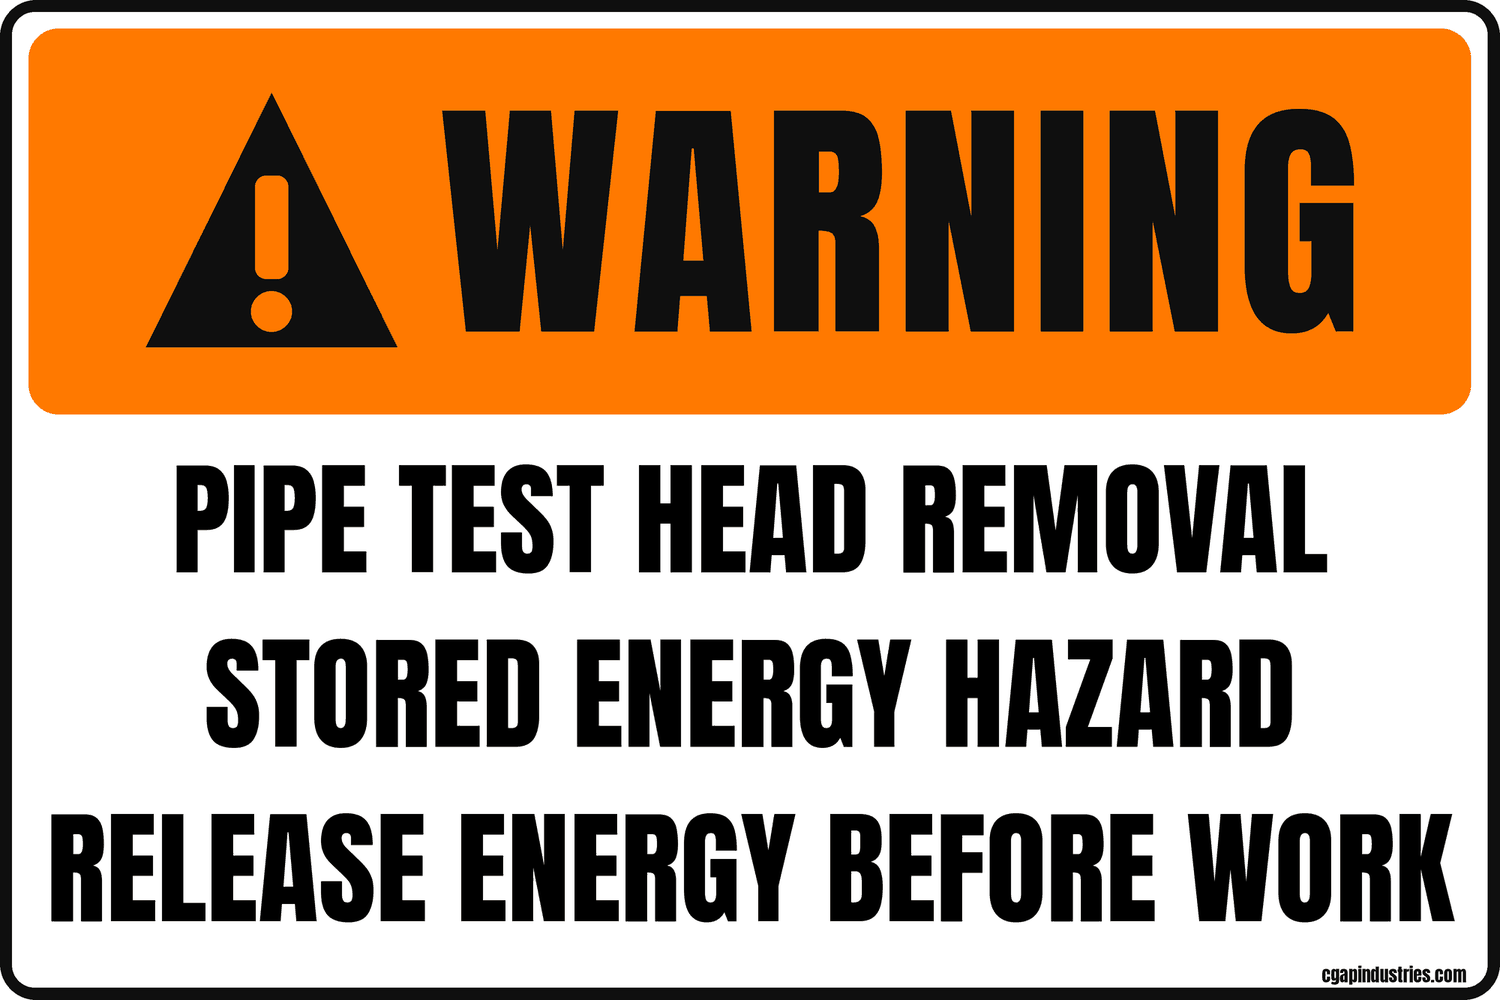 WARNING
PIPE TEST HEAD REMOVAL
STORED ENERGY HAZARD
RELEASE ENERGY BEFORE WORK
cgapindustries.com